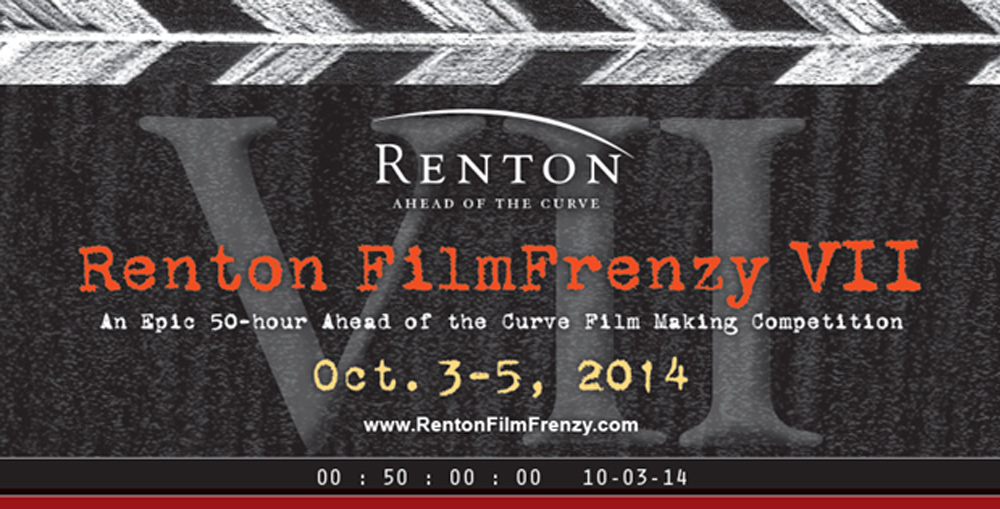 VII
RENTON
AHEAD OF THE CURVE
Renton FilmFrenzy VII
An Epic 50-hour Ahead of the Curve Film Making Competition
Oct. 3-5, 2014
www.RentonFilmFrenzy.com
00 : 50 : 00 : 00 10-03-14